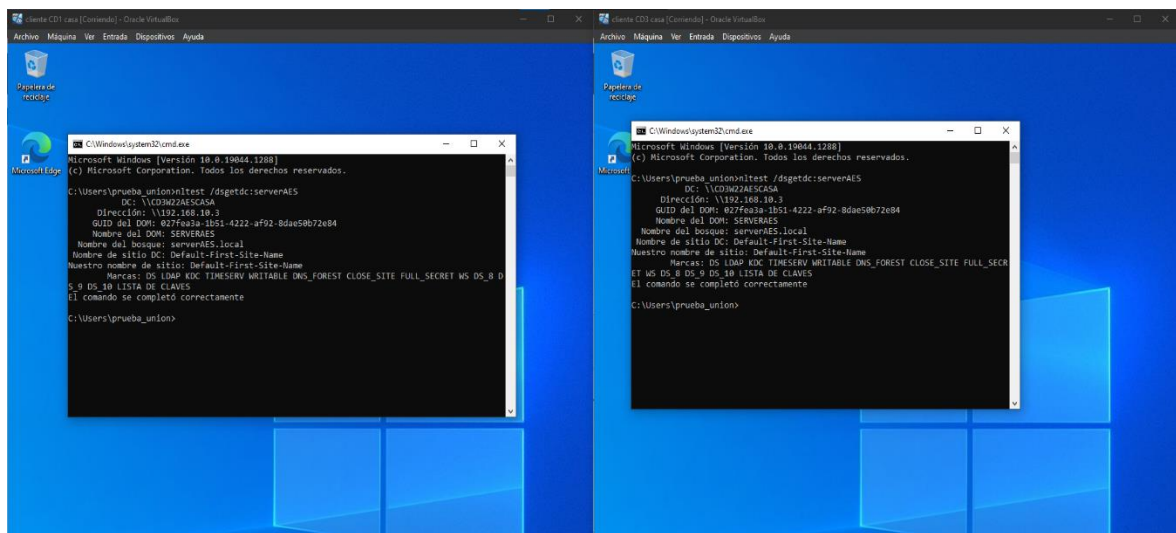 cliente CD1 casa [Corriendo] - Oracle VirtualBox
Archivo Máquina Ver Entrada Dispositivos Ayuda
Papelera de
reciclaje
Microsoft Edge
C:\Windows\system32\cmd.exe
Microsoft Windows [Versión 10.0.19044.1288]
(c) Microsoft Corporation. Todos los derechos reservados.
C:\Users\prueba_union>nltest /dsgetdc:serverAES
DC: \\CD3W22AESCASA
Dirección: \\192.168.10.3
GUID del DOM: 027fea3a-1b51-4222-af92-8dae50b72e84
Nombre del DOM: SERVERAES
Nombre del bosque: serverAES.local
Nombre de sitio DC: Default-First-Site-Name
Nuestro nombre de sitio: Default-First-Site-Name
Marcas: DS LDAP KDC TIMESERV WRITABLE DNS_FOREST CLOSE_SITE FULL_SECRET WS DS_8 D
S_9 DS_10 LISTA DE CLAVES
El comando se completó correctamente
C:\Users\prueba_union>
cliente CD3 casa [Corriendo] - Oracle VirtualBox
Archivo Máquina Ver Entrada Dispositivos Ayuda
Papelera de
reciclaje
Microsoft
C:\Windows\system32\cmd.exe
Microsoft Windows [Versión 10.0.19044.1288]
(c) Microsoft Corporation. Todos los derechos reservados.
C:\Users\prueba_union>nltest /dsgetdc:serverAES
DC: \\CD3W22AESCASA
Dirección: \\192.168.10.3
GUID del DOM: 027fea3a-1b51-4222-af92-8dae50b72e84
Nombre del DOM: SERVERAES
Nombre del bosque: serverAES.local
Nombre de sitio DC: Default-First-Site-Name
Nuestro nombre de sitio: Default-First-Site-Name
Marcas: DS LDAP KDC TIMESERV WRITABLE DNS_FOREST CLOSE_SITE FULL_SECR
ET WS DS_8 DS_9 DS_10 LISTA DE CLAVES
El comando se completó correctamente
C:\Users\prueba_union>